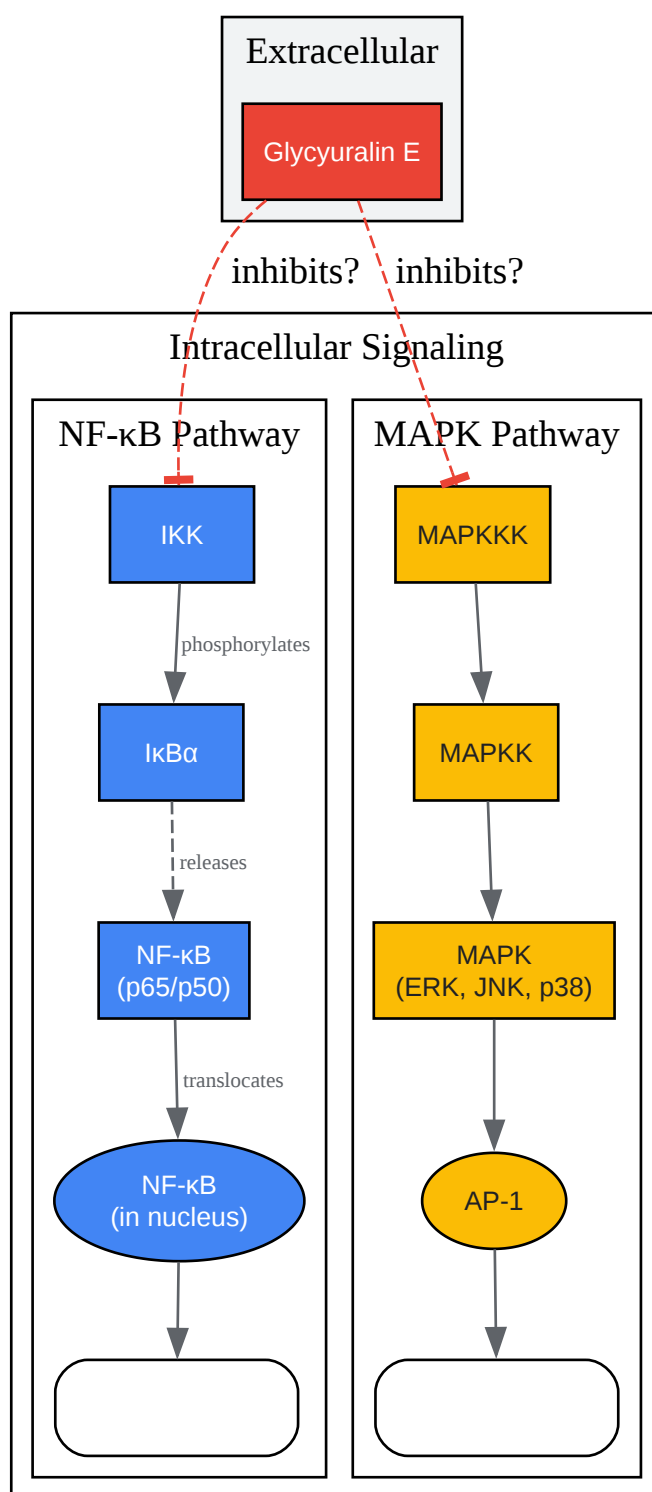 Extracellular
Glycyuralin E
inhibits?
inhibits?
Intracellular Signaling
NF-κB Pathway
IKK
phosphorylates
IκBα
releases
NF-κB
(p65/p50)
translocates
NF-κB
(in nucleus)
MAPK Pathway
MAPKKK
MAPKK
MAPK
(ERK, JNK, p38)
AP-1